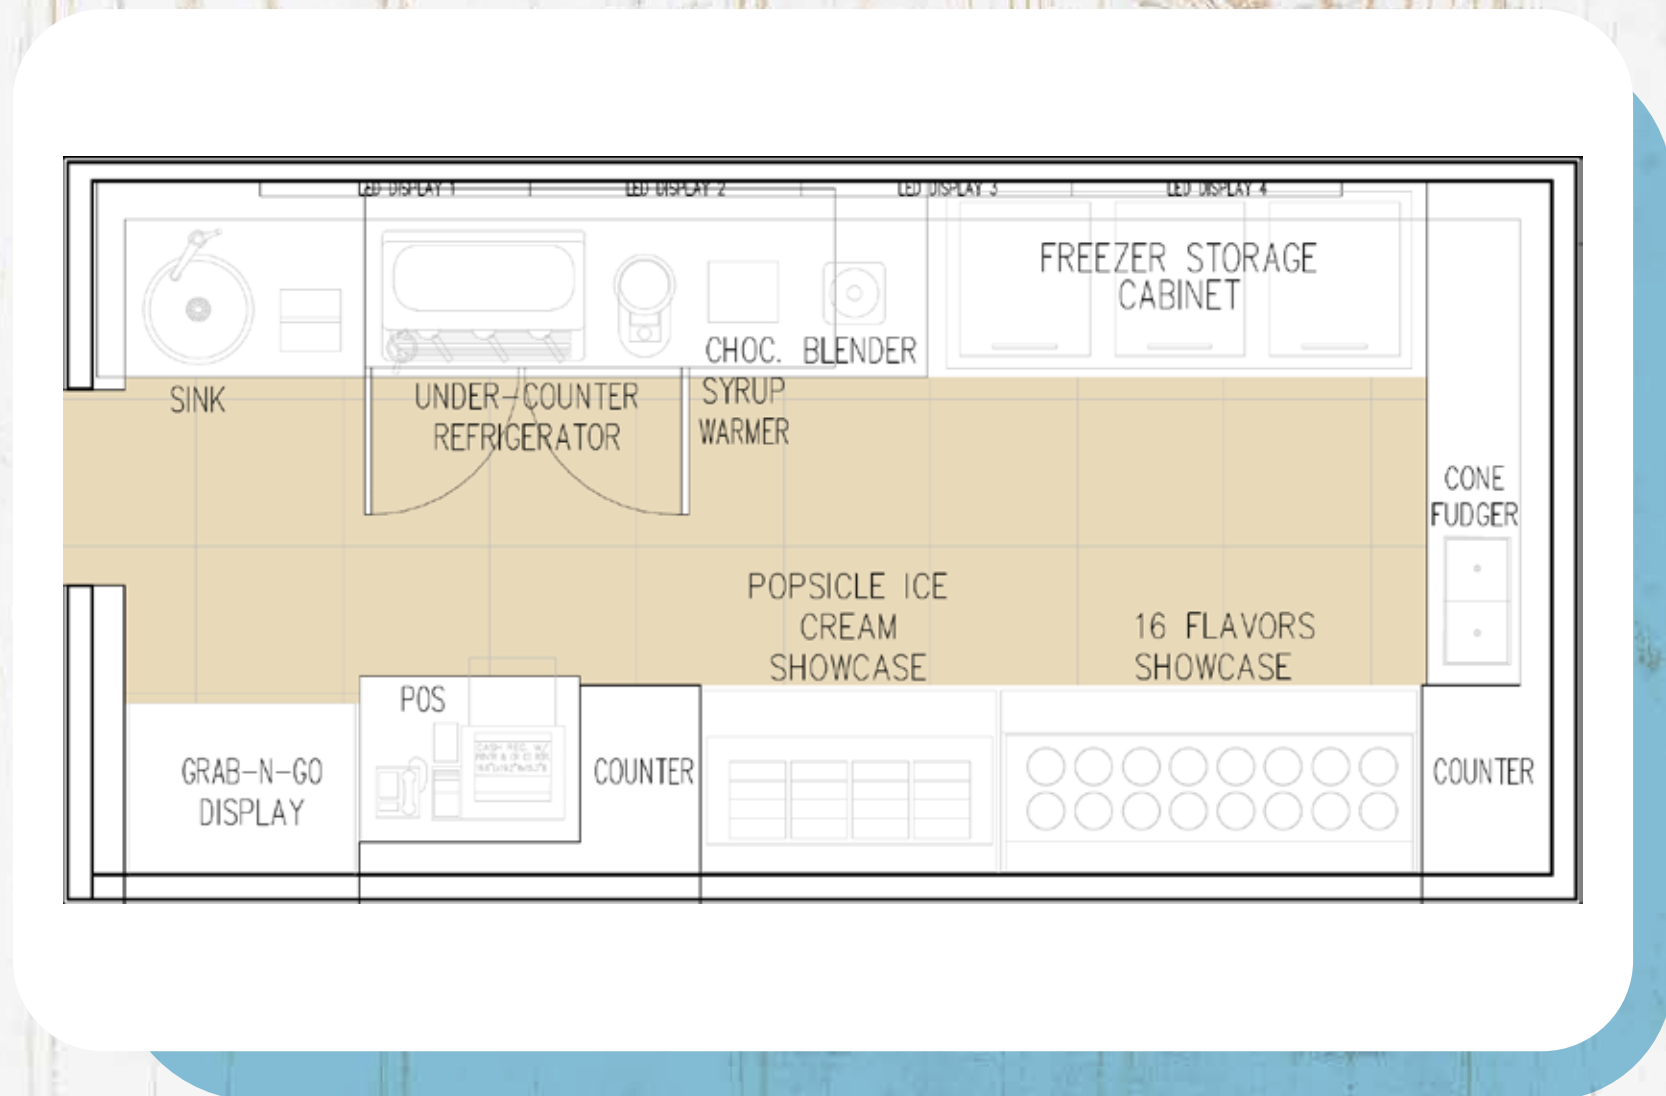 LED DISPLAY 1
LED DISPLAY 2
LED DISPLAY 3
LED DISPLAY 4
FREEZER STORAGE
CABINET
CHOC.
SYRUP
WARMER
BLENDER
SINK
UNDER-COUNTER
REFRIGERATOR
CONE
FUDGER
POPSICLE ICE
CREAM
SHOWCASE
16 FLAVORS
SHOWCASE
POS
CASH REC. W/
GRAB-N-GO
DISPLAY
COUNTER
COUNTER